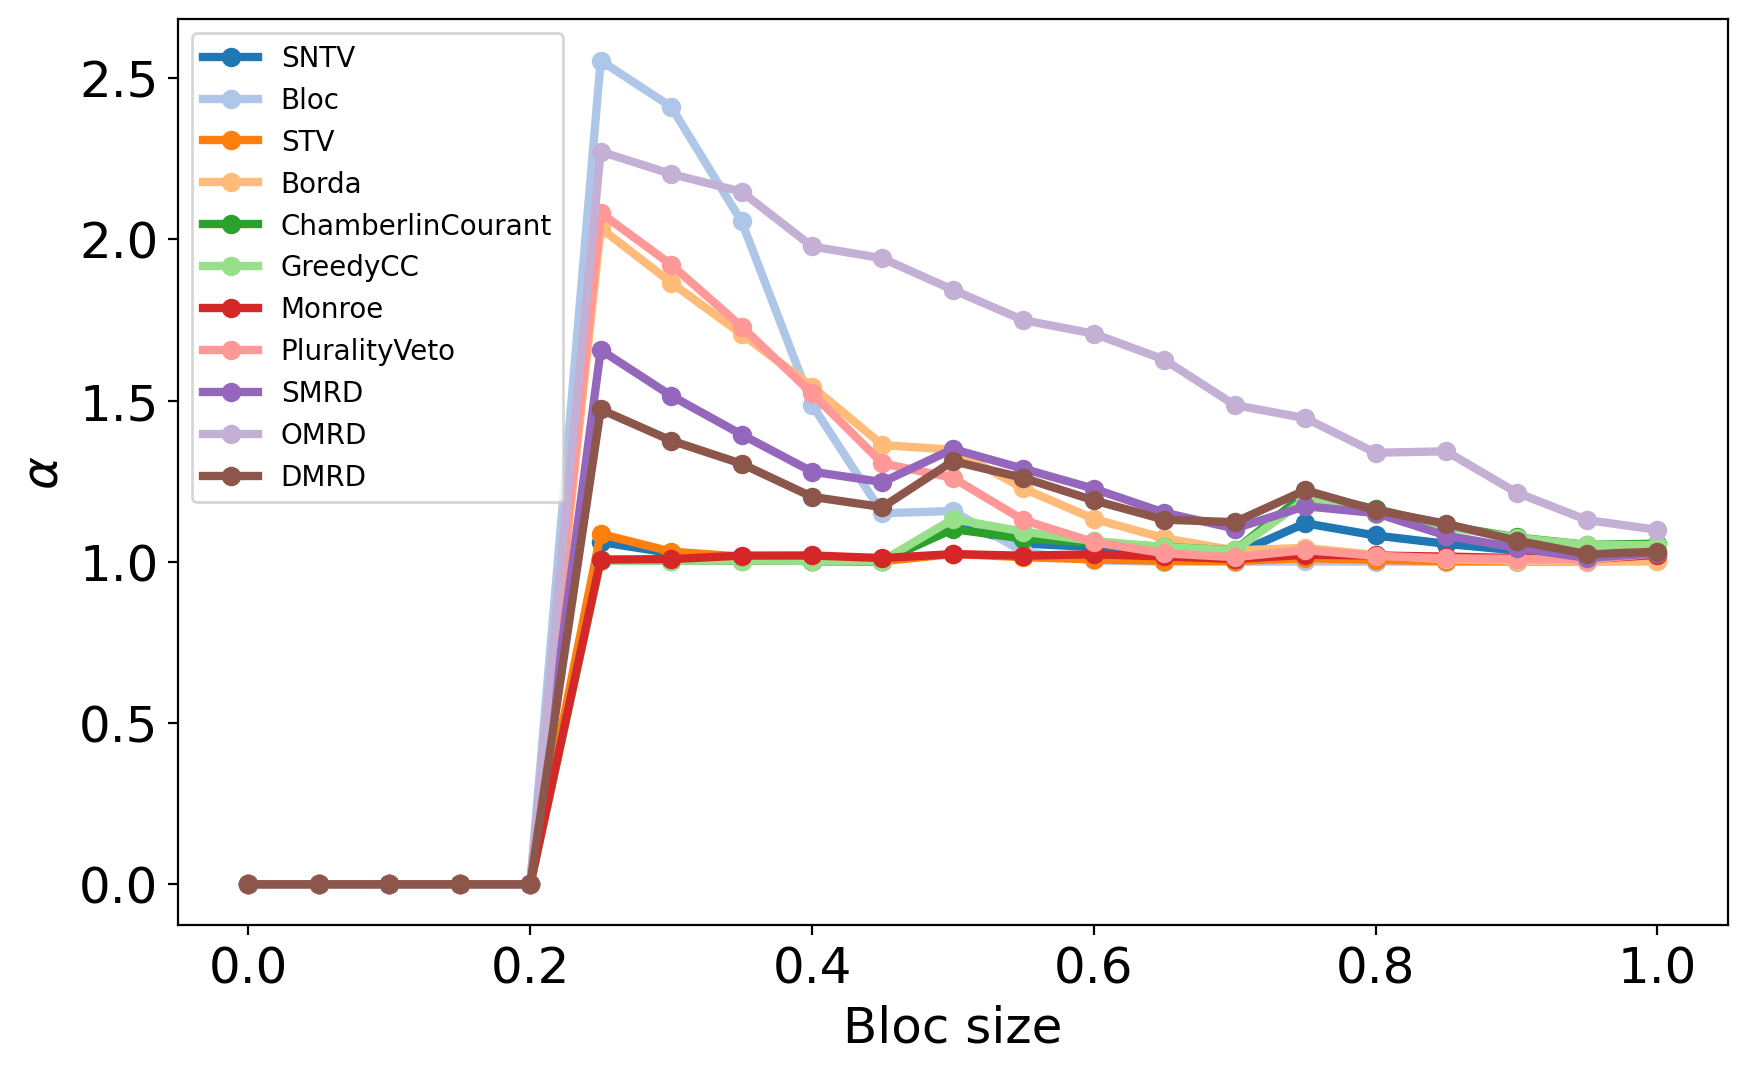 SNTV
Bloc
STV
Borda
ChamberlinCourant
GreedyCC
Monroe
PluralityVeto
SMRD
OMRD
DMRD
2.5
2.0
1.5
1.0
0.5
0.0
α
0.0 0.2 0.4 0.6 0.8 1.0
Bloc size